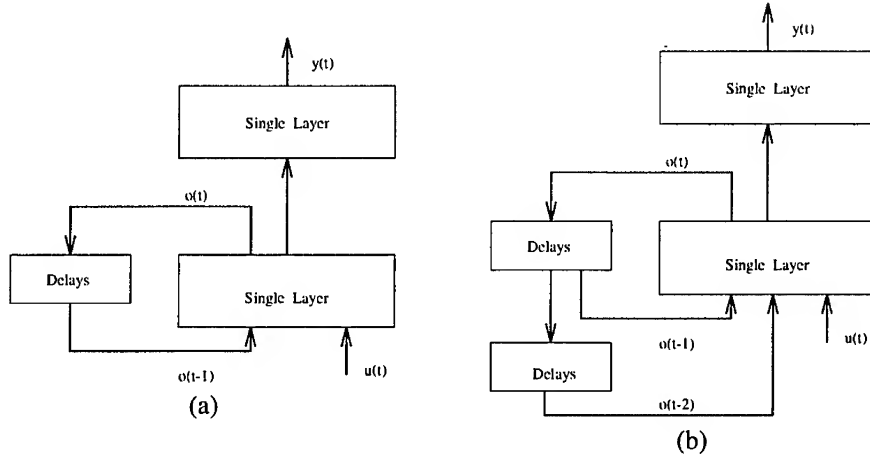 y(t)
Single Layer
o(t)
Delays
Single Layer
o(t-1)
u(t)
(a)
y(t)
Single Layer
o(t)
Delays
Single Layer
o(t-1)
u(t)
Delays
o(t-2)
(b)